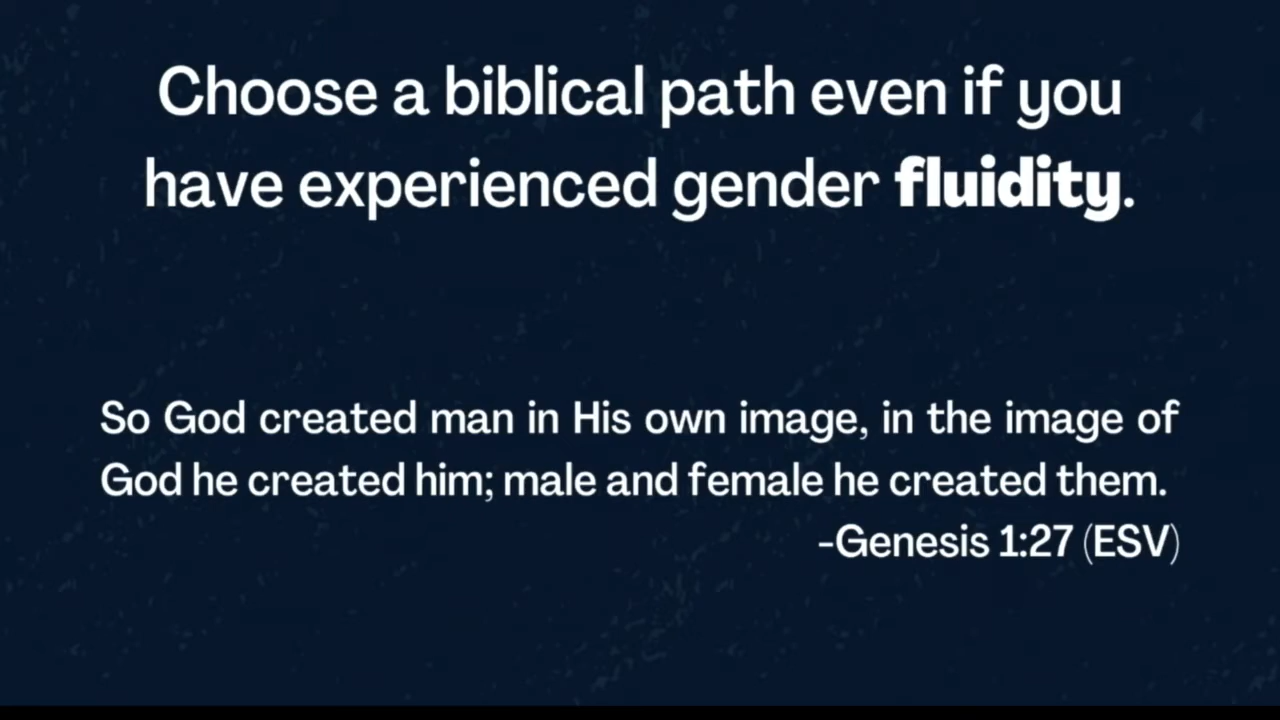 Choose a biblical path even if you
have experienced gender fluidity.
So God created man in His own image, in the image of
God he created him; male and female he created them.
-Genesis 1:27 (ESV)